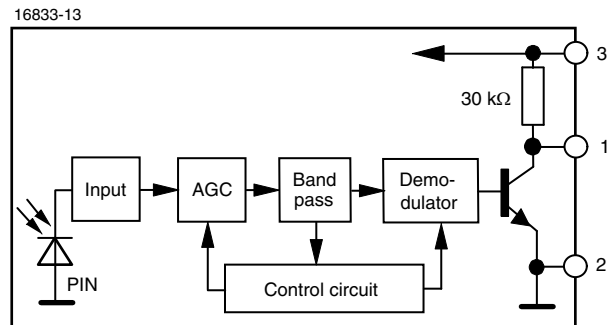 16833-13
3
30 kΩ
1
Input
AGC
Band
pass
Demo-
dulator
2
PIN
Control circuit